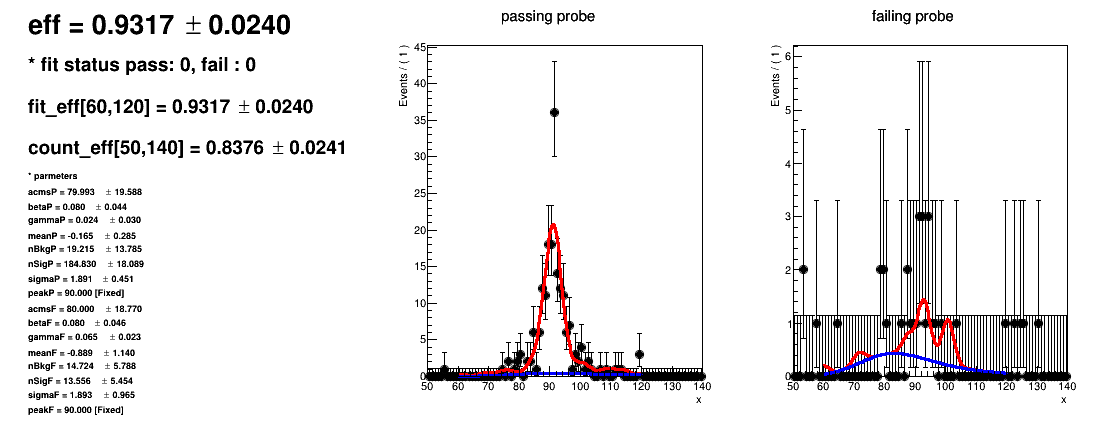 eff = 0.9317 ± 0.0240
* fit status pass: 0, fail : 0
fit_eff[60,120] = 0.9317 ± 0.0240
count_eff[50,140] = 0.8376 ± 0.0241
* parmeters
acmsP = 79.993 ± 19.588
betaP = 0.080 ± 0.044
gammaP = 0.024 ± 0.030
meanP = -0.165 ± 0.285
nBkgP = 19.215 ± 13.785
nSigP = 184.830 ± 18.089
sigmaP = 1.891 ± 0.451
peakP = 90.000 [Fixed]
acmsF = 80.000 ± 18.770
betaF = 0.080 ± 0.046
gammaF = 0.065 ± 0.023
meanF = -0.889 ± 1.140
nBkgF = 14.724 ± 5.788
nSigF = 13.556 ± 5.454
sigmaF = 1.893 ± 0.965
peakF = 90.000 [Fixed]
passing probe
Events / ( 1 )
45
40
35
30
25
20
15
10
5
0
50 60 70 80 90 100 110 120 130 140
x
failing probe
Events / ( 1 )
6
5
4
3
2
1
0
50 60 70 80 90 100 110 120 130 140
x